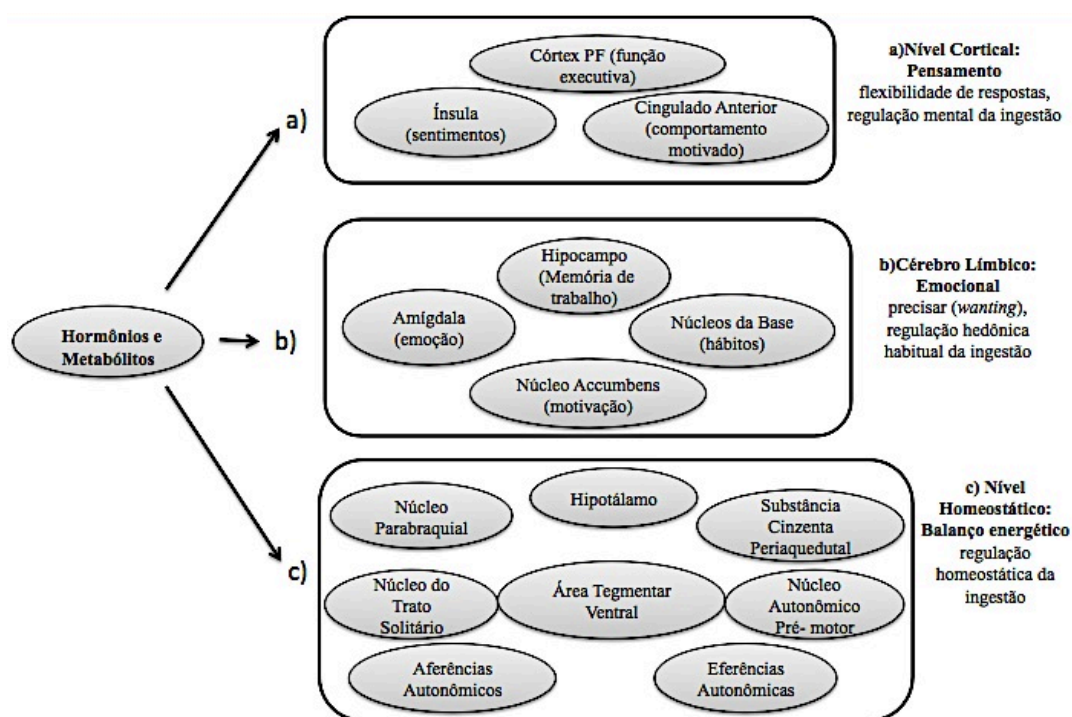 Hormônios e
Metabólitos
a)
Córtex PF (função
executiva)
Ínsula
(sentimentos)
Cingulado Anterior
(comportamento
motivado)
a)Nível Cortical:
Pensamento
flexibilidade de respostas,
regulação mental da ingestão
b)
Hipocampo
(Memória de
trabalho)
Amígdala
(emoção)
Núcleos da Base
(hábitos)
Núcleo Accumbens
(motivação)
b)Cérebro Límbico:
Emocional
precisar (wanting),
regulação hedônica
habitual da ingestão
c)
Núcleo
Parabraquial
Hipotálamo
Substância
Cinzenta
Periaquedutal
Núcleo do
Trato
Solitário
Área Tegmentar
Ventral
Núcleo
Autonômico
Pré- motor
Aferências
Autonômicos
Eferências
Autonômicas
c) Nível
Homeostático:
Balanço energético
regulação
homeostática da
ingestão